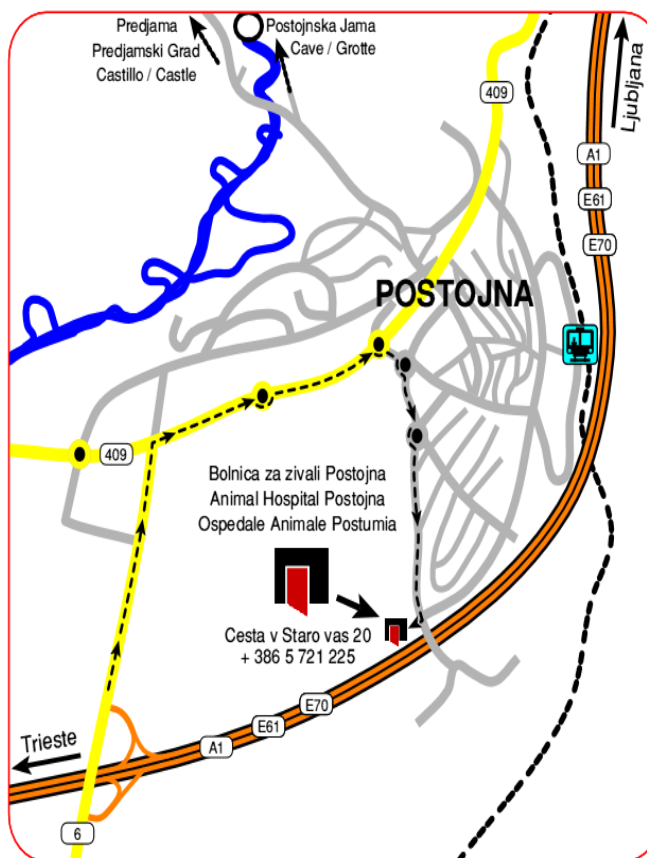 Predjama
Predjamski Grad
Castillo / Castle
Postojnska Jama
Cave / Grotte
409
Ljubljana
A1
E61
E70
POSTOJNA
409
Bolnica za zivali Postojna
Animal Hospital Postojna
Ospedale Animale Postumia
Cesta v Staro vas 20
+ 386 5 721 225
Trieste
A1
E61
E70
6